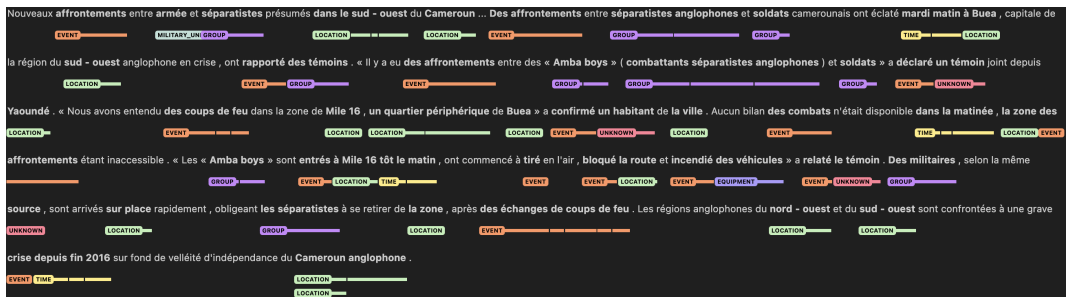 Nouveaux affrontements entre armée et séparatistes présumés dans le sud - ouest du Cameroun ... Des affrontements entre séparatistes anglophones et soldats camerounais ont éclaté mardi matin à Buea , capitale de
EVENT MILITARY_UNI GROUP LOCATION LOCATION EVENT GROUP GROUP TIME LOCATION
la région du sud - ouest anglophone en crise , ont rapporté des témoins . « Il y a eu des affrontements entre des « Amba boys » ( combattants séparatistes anglophones ) et soldats » a déclaré un témoin joint depuis
LOCATION EVENT GROUP EVENT GROUP GROUP GROUP EVENT UNKNOWN
Yaoundé . « Nous avons entendu des coups de feu dans la zone de Mile 16 , un quartier périphérique de Buea » a confirmé un habitant de la ville . Aucun bilan des combats n'était disponible dans la matinée , la zone des
LOCATION EVENT LOCATION LOCATION LOCATION EVENT UNKNOWN LOCATION EVENT TIME LOCATION EVENT
affrontements étant inaccessible . « Les « Amba boys » sont entrés à Mile 16 tôt le matin , ont commencé à tiré en l'air , bloqué la route et incendié des véhicules » a relaté le témoin . Des militaires , selon la même
GROUP EVENT LOCATION TIME EVENT EVENT LOCATION EVENT EQUIPMENT EVENT UNKNOWN GROUP
source , sont arrivés sur place rapidement , obligeant les séparatistes à se retirer de la zone , après des échanges de coups de feu . Les régions anglophones du nord - ouest et du sud - ouest sont confrontées à une grave
UNKNOWN LOCATION GROUP LOCATION EVENT LOCATION LOCATION
crise depuis fin 2016 sur fond de velléité d'indépendance du Cameroun anglophone .
EVENT TIME LOCATION
LOCATION